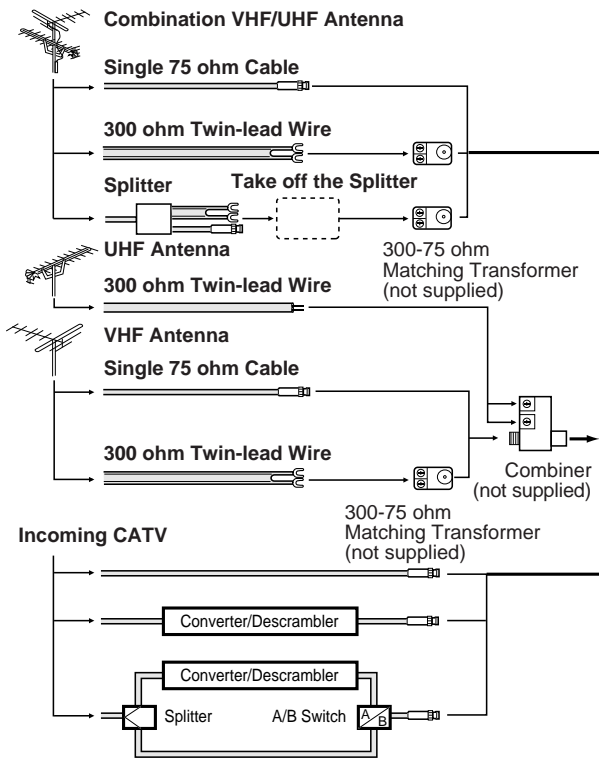 Combination VHF/UHF Antenna
Single 75 ohm Cable
300 ohm Twin-lead Wire
Splitter
Take off the Splitter
UHF Antenna
300-75 ohm
Matching Transformer
(not supplied)
300 ohm Twin-lead Wire
VHF Antenna
Single 75 ohm Cable
300 ohm Twin-lead Wire
Combiner
(not supplied)
300-75 ohm
Matching Transformer
(not supplied)
Incoming CATV
Converter/Descrambler
Converter/Descrambler
Splitter
A/B Switch
A
B